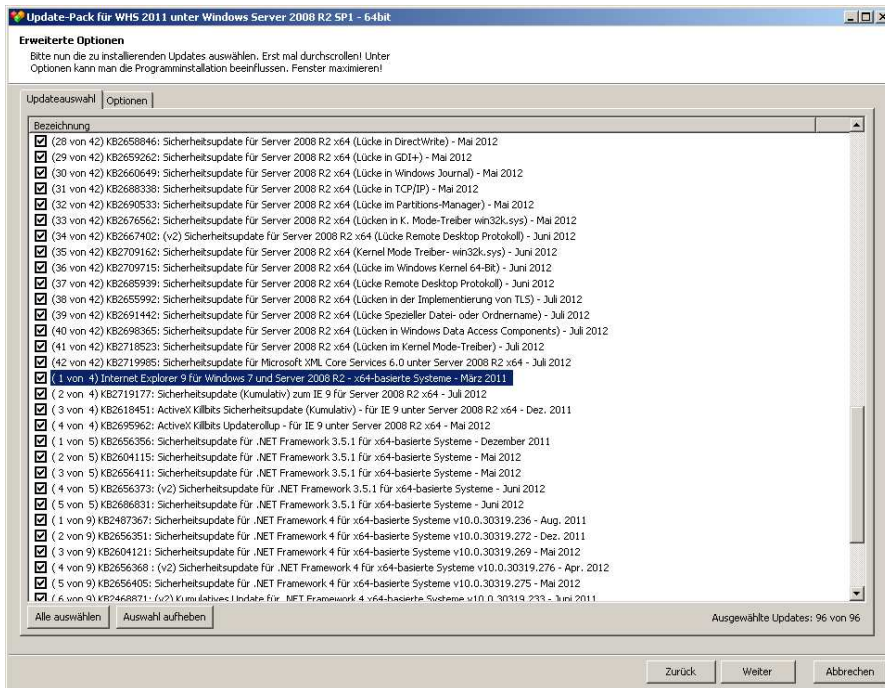 Update-Pack für WHS 2011 unter Windows Server 2008 R2 SP1 - 64bit
Erweiterte Optionen
Bitte nun die zu installierenden Updates auswählen. Erst mal durchscrollen! Unter
Optionen kann man die Programminstallation beeinflussen. Fenster maximieren!
Updateauswahl Optionen
Bezeichnung
(28 von 42) KB2658846: Sicherheitsupdate für Server 2008 R2 x64 (Lücke in DirectWrite) - Mai 2012
(29 von 42) KB2659262: Sicherheitsupdate für Server 2008 R2 x64 (Lücke in GDI+) - Mai 2012
(30 von 42) KB2660649: Sicherheitsupdate für Server 2008 R2 x64 (Lücke in Windows Journal) - Mai 2012
(31 von 42) KB2688338: Sicherheitsupdate für Server 2008 R2 x64 (Lücke in TCP/IP) - Mai 2012
(32 von 42) KB2690533: Sicherheitsupdate für Server 2008 R2 x64 (Lücke im Partitions-Manager) - Mai 2012
(33 von 42) KB2676562: Sicherheitsupdate für Server 2008 R2 x64 (Lücken in K. Mode-Treiber win32k.sys) - Mai 2012
(34 von 42) KB2667402: (v2) Sicherheitsupdate für Server 2008 R2 x64 (Lücke Remote Desktop Protokoll) - Juni 2012
(35 von 42) KB2709162: Sicherheitsupdate für Server 2008 R2 x64 (Kernel Mode Treiber- win32k.sys) - Juni 2012
(36 von 42) KB2709715: Sicherheitsupdate für Server 2008 R2 x64 (Lücke im Windows Kernel 64-Bit) - Juni 2012
(37 von 42) KB2685939: Sicherheitsupdate für Server 2008 R2 x64 (Lücke Remote Desktop Protokoll) - Juni 2012
(38 von 42) KB2655992: Sicherheitsupdate für Server 2008 R2 x64 (Lücken in der Implementierung von TLS) - Juli 2012
(39 von 42) KB2691442: Sicherheitsupdate für Server 2008 R2 x64 (Lücke Spezieller Datei- oder Ordnername) - Juli 2012
(40 von 42) KB2698365: Sicherheitsupdate für Server 2008 R2 x64 (Lücken in Windows Data Access Components) - Juli 2012
(41 von 42) KB2718523: Sicherheitsupdate für Server 2008 R2 x64 (Lücken im Kernel Mode-Treiber) - Juli 2012
(42 von 42) KB2719985: Sicherheitsupdate für Microsoft XML Core Services 6.0 unter Server 2008 R2 x64 - Juli 2012
( 1 von 4) Internet Explorer 9 für Windows 7 und Server 2008 R2 - x64-basierte Systeme - März 2011
( 2 von 4) KB2719177: Sicherheitsupdate (Kumulativ) zum IE 9 für Server 2008 R2 x64 - Juli 2012
( 3 von 4) KB2618451: ActiveX Killbits Sicherheitsupdate (Kumulativ) - für IE 9 unter Server 2008 R2 x64 - Dez. 2011
( 4 von 4) KB2695962: ActiveX Killbits Updaterollup - für IE 9 unter Server 2008 R2 x64 - Mai 2012
( 1 von 5) KB2656356: Sicherheitsupdate für .NET Framework 3.5.1 für x64-basierte Systeme - Dezember 2011
( 2 von 5) KB2604115: Sicherheitsupdate für .NET Framework 3.5.1 für x64-basierte Systeme - Mai 2012
( 3 von 5) KB2656411: Sicherheitsupdate für .NET Framework 3.5.1 für x64-basierte Systeme - Mai 2012
( 4 von 5) KB2656373: (v2) Sicherheitsupdate für .NET Framework 3.5.1 für x64-basierte Systeme - Juni 2012
( 5 von 5) KB2686831: Sicherheitsupdate für .NET Framework 3.5.1 für x64-basierte Systeme - Juni 2012
( 1 von 9) KB2487367: Sicherheitsupdate für .NET Framework 4 für x64-basierte Systeme v10.0.30319.236 - Aug. 2011
( 2 von 9) KB2656351: Sicherheitsupdate für .NET Framework 4 für x64-basierte Systeme v10.0.30319.272 - Dez. 2011
( 3 von 9) KB2604121: Sicherheitsupdate für .NET Framework 4 für x64-basierte Systeme v10.0.30319.269 - Mai 2012
( 4 von 9) KB2656368 : (v2) Sicherheitsupdate für .NET Framework 4 für x64-basierte Systeme v10.0.30319.276 - Apr. 2012
( 5 von 9) KB2656405: Sicherheitsupdate für .NET Framework 4 für x64-basierte Systeme v10.0.30319.275 - Mai 2012
( 6 von 9) KB2468871: (v2) Kumulatives Update für .NET Framework 4 x64-basierte Systeme v10.0.30319.233 - Juni 2011
Alle auswählen Auswahl aufheben Ausgewählte Updates: 96 von 96
Zurück Weiter Abbrechen